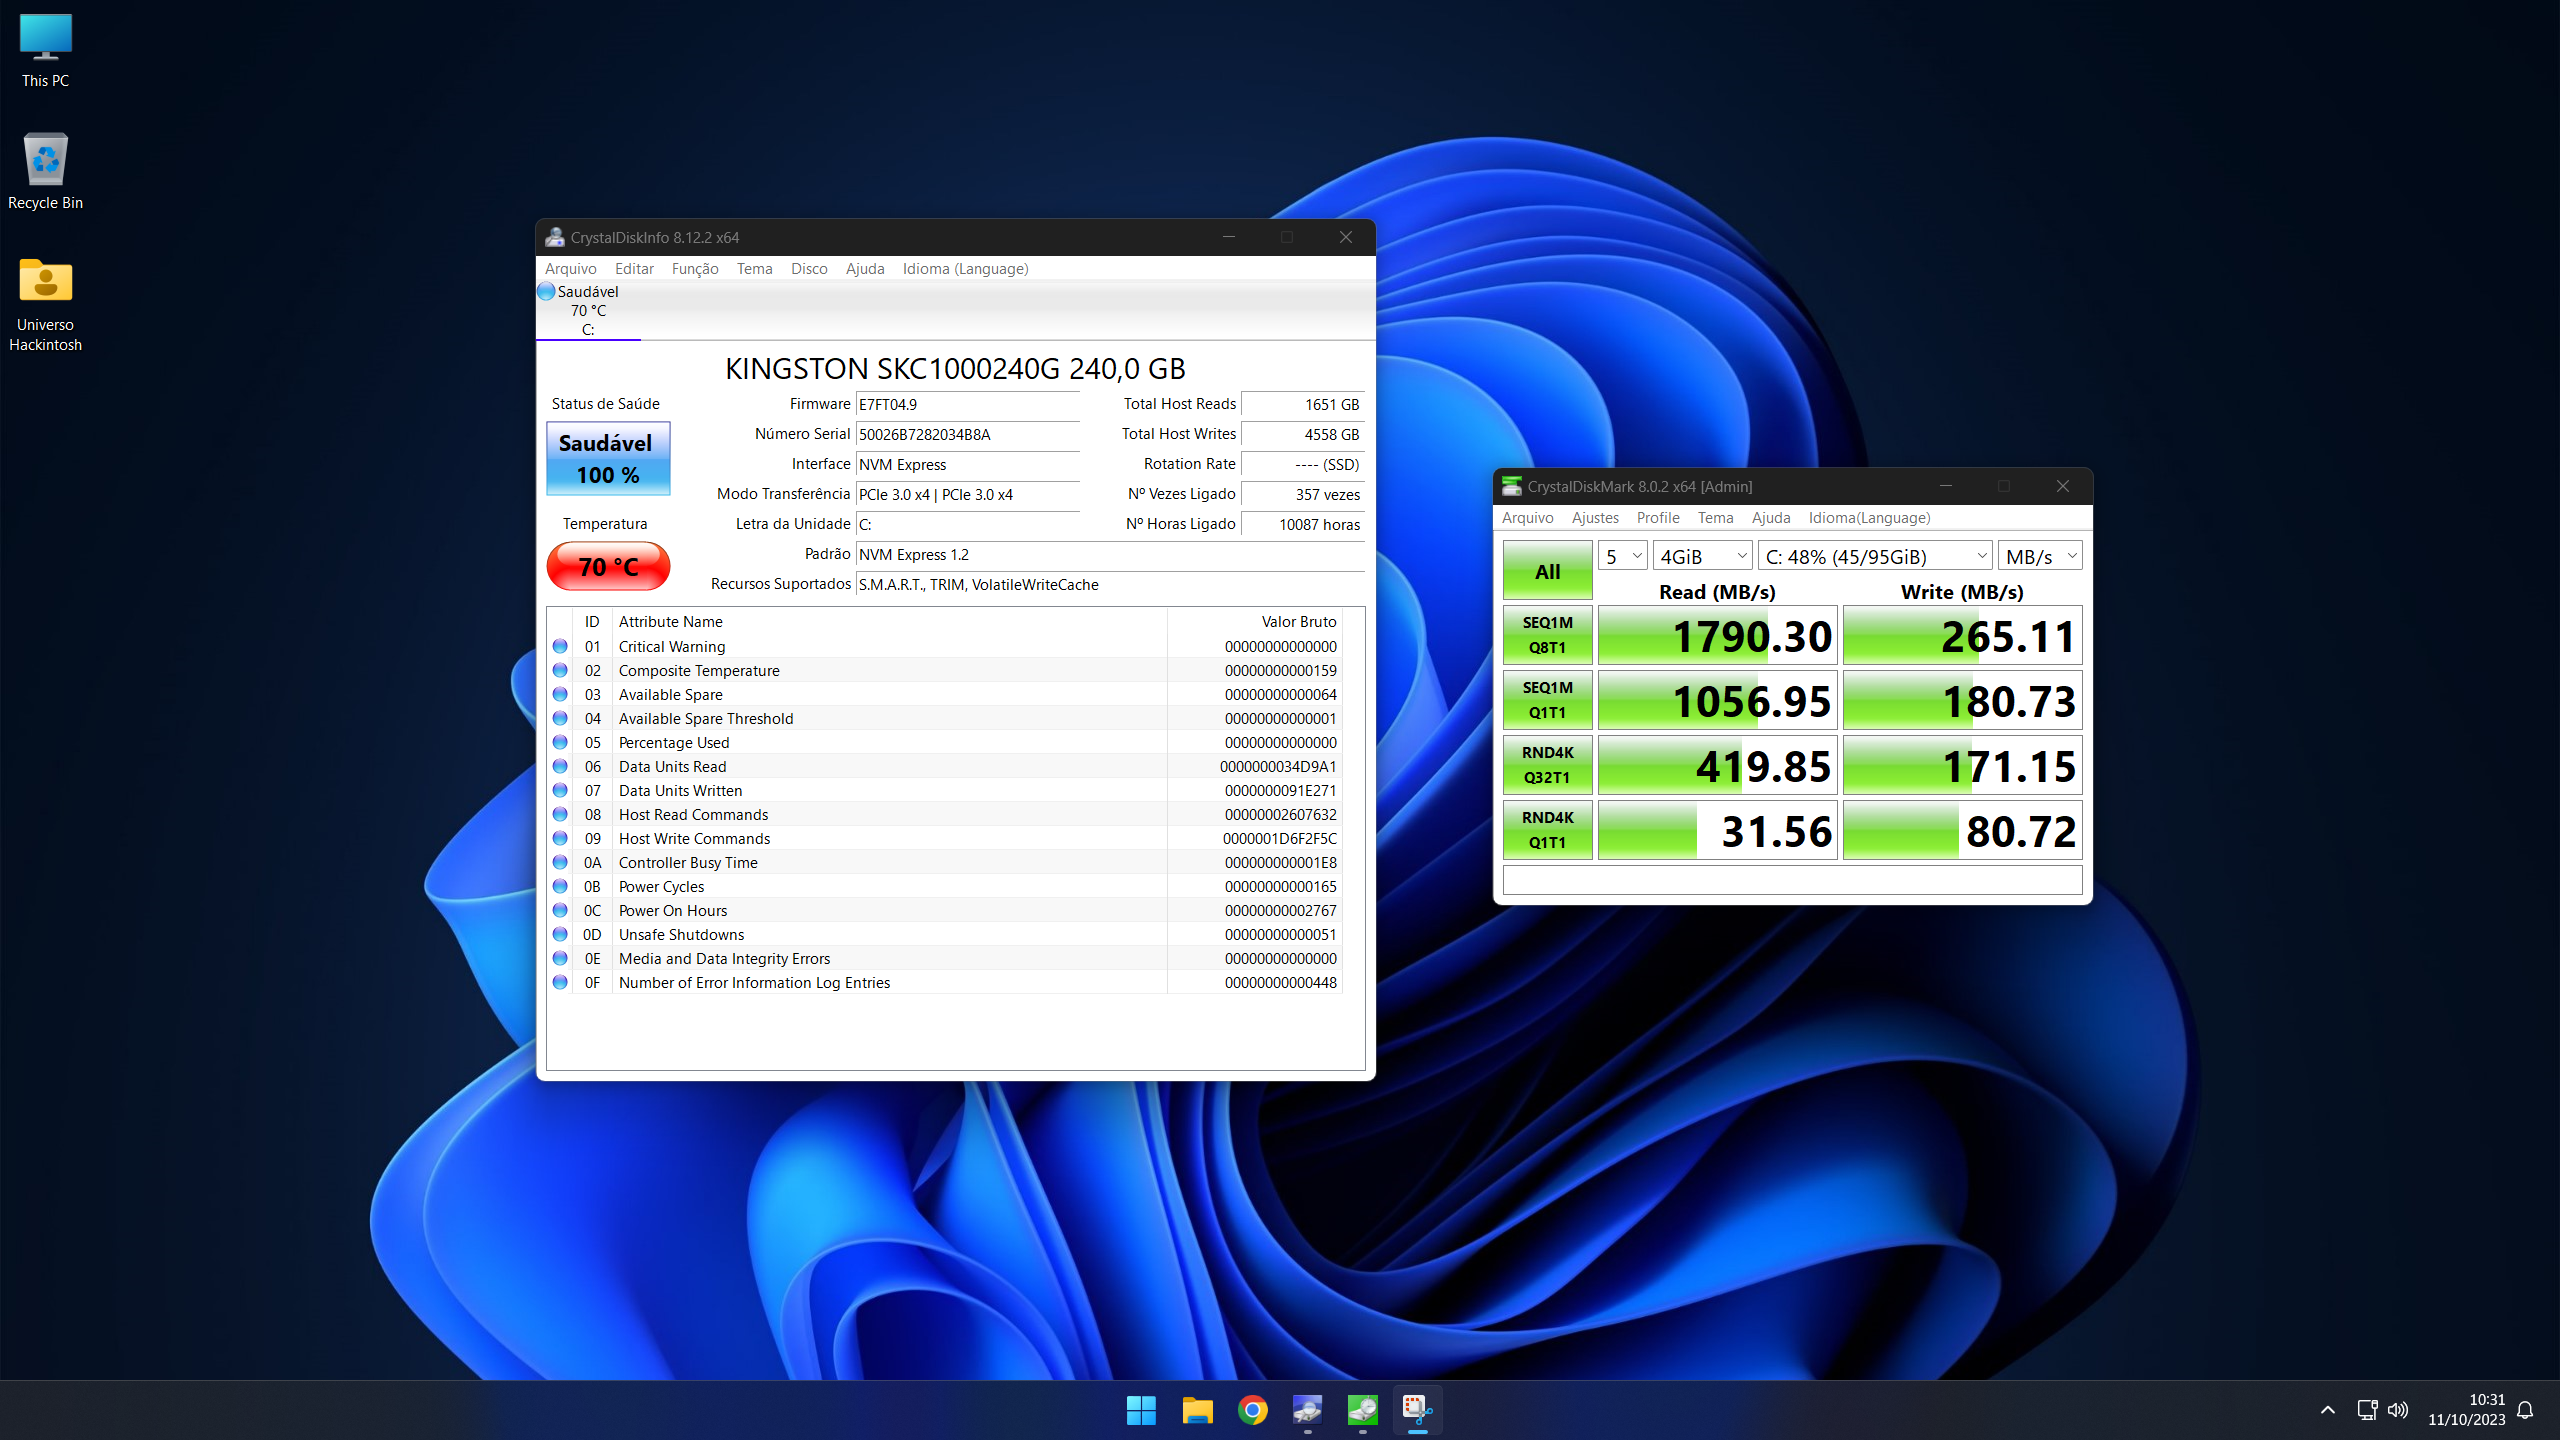 This PC
Recycle Bin
Universo
Hackintosh
CrystalDiskInfo 8.12.2 x64
Arquivo Editar Função Tema Disco Ajuda Idioma (Language)
Saudável
70 °C
C:
KINGSTON SKC1000240G 240,0 GB
Status de Saúde
Saudável
100 %
Temperatura
70 °C
Firmware E7FT04.9
Número Serial 50026B7282034B8A
Interface NVM Express
Modo Transferência PCIe 3.0 x4 | PCIe 3.0 x4
Letra da Unidade C:
Padrão NVM Express 1.2
Recursos Suportados S.M.A.R.T., TRIM, VolatileWriteCache
Total Host Reads 1651 GB
Total Host Writes 4558 GB
Rotation Rate ---- (SSD)
Nº Vezes Ligado 357 vezes
Nº Horas Ligado 10087 horas
ID Attribute Name Valor Bruto
01 Critical Warning 00000000000000
02 Composite Temperature 00000000000159
03 Available Spare 00000000000064
04 Available Spare Threshold 00000000000001
05 Percentage Used 00000000000000
06 Data Units Read 0000000034D9A1
07 Data Units Written 0000000091E271
08 Host Read Commands 00000002607632
09 Host Write Commands 0000001D6F2F5C
0A Controller Busy Time 000000000001E8
0B Power Cycles 00000000000165
0C Power On Hours 00000000002767
0D Unsafe Shutdowns 00000000000051
0E Media and Data Integrity Errors 00000000000000
0F Number of Error Information Log Entries 00000000000448
CrystalDiskMark 8.0.2 x64 [Admin]
Arquivo Ajustes Profile Tema Ajuda Idioma(Language)
All
5 4GiB C: 48% (45/95GiB) MB/s
Read (MB/s) Write (MB/s)
SEQ1M
Q8T1
1790.30 265.11
SEQ1M
Q1T1
1056.95 180.73
RND4K
Q32T1
419.85 171.15
RND4K
Q1T1
31.56 80.72
10:31
11/10/2023